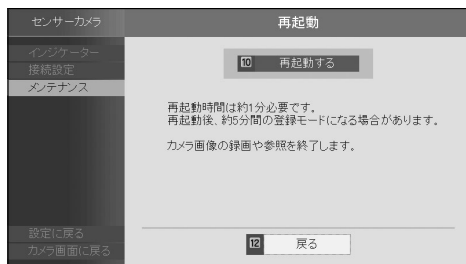 センサーカメラ
再起動
インジケーター
接続設定
メンテナンス
10 再起動する
再起動時間は約1分必要です。
再起動後、約5分間の登録モードになる場合があります。
カメラ画像の録画や参照を終了します。
設定に戻る
カメラ画面に戻る
12 戻る